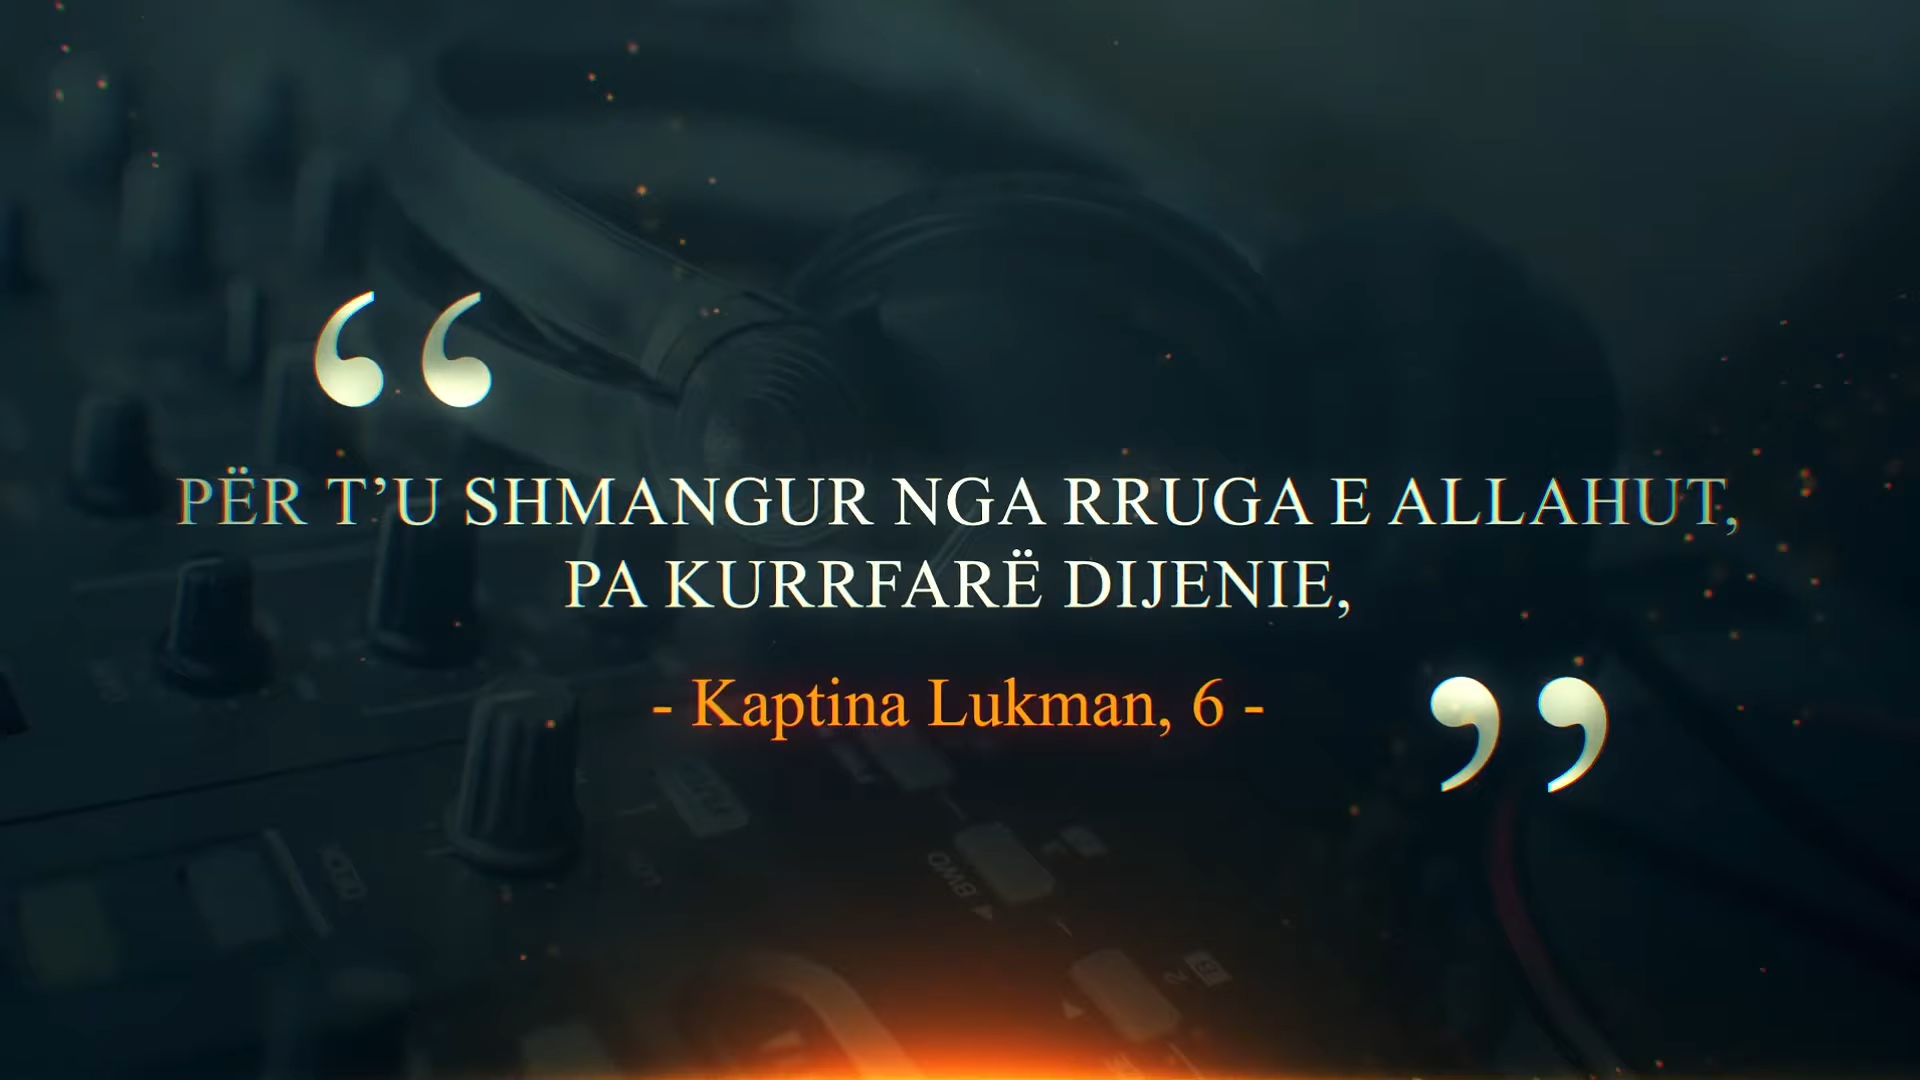 “
PËR T’U SHMANGUR NGA RRUGA E ALLAHUT,
PA KURRFARË DIJENIE,
- Kaptina Lukman, 6 -
”